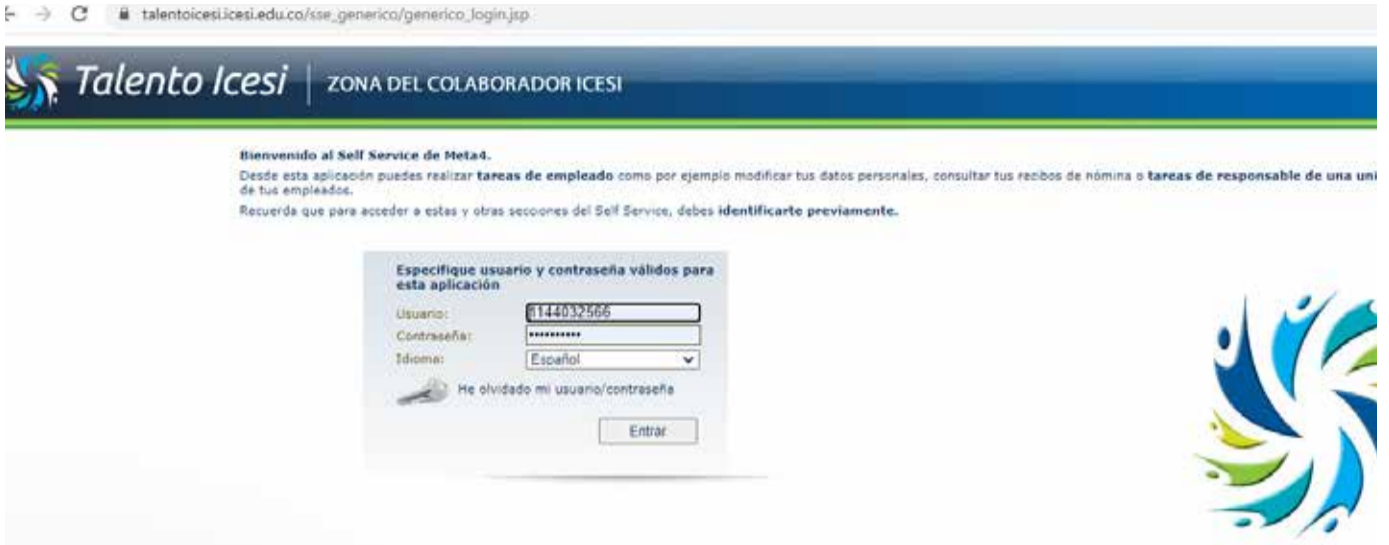 talentoicesi.icesi.edu.co/sse_generico/generico_login.jsp
Talento Icesi | ZONA DEL COLABORADOR ICESI
Bienvenido al Self Service de Meta4.
Desde esta aplicación puedes realizar tareas de empleado como por ejemplo modificar tus datos personales, consultar tus recibos de nómina o tareas de responsable de una uni
de tus empleados.
Recuerda que para acceder a estas y otras secciones del Self Service, debes identificarte previamente.
Especifique usuario y contraseña válidos para
esta aplicación
Usuario: 1144032566
Contraseña: ••••••••••
Idioma: Español
He olvidado mi usuario/contraseña
Entrar